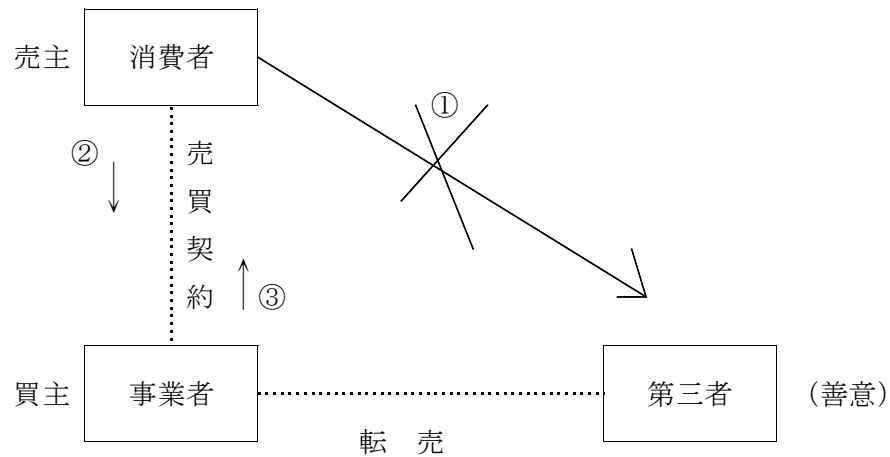 売主 消費者
①
②
売買契約
③
買主 事業者
第三者 (善意)
転 売